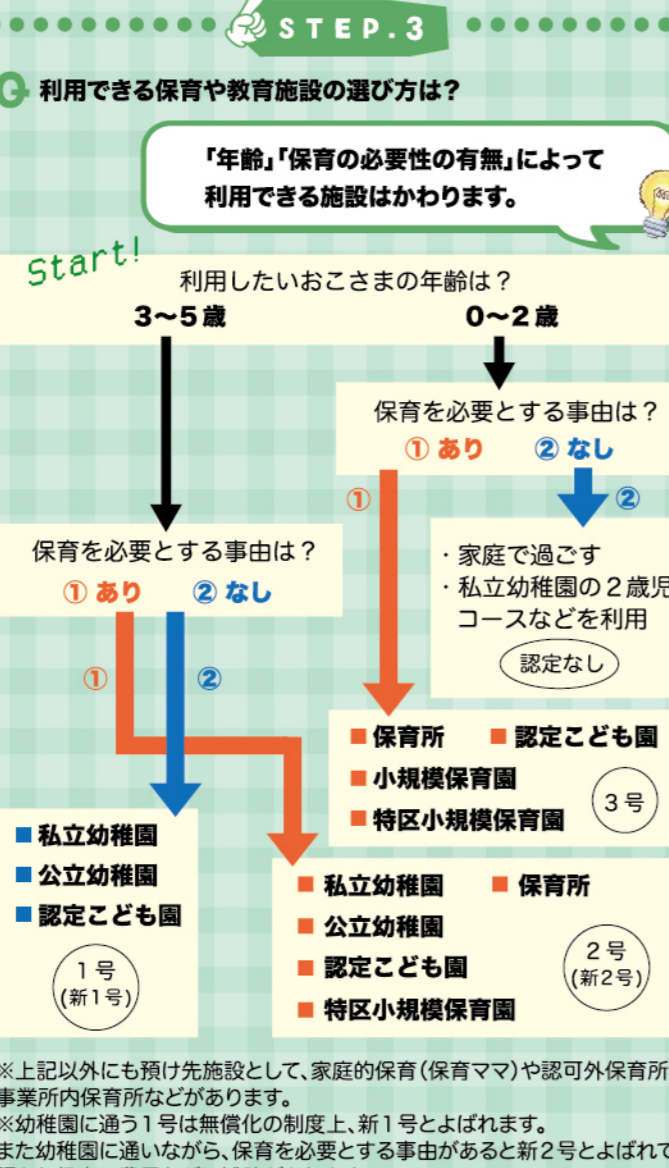 STEP.3
Q 利用できる保育や教育施設の選び方は？
「年齢」「保育の必要性の有無」によって
利用できる施設はかわります。
Start!
利用したいおこさまの年齢は？
3〜5歳
0〜2歳
保育を必要とする事由は？
① あり ② なし
①
②
・家庭で過ごす
・私立幼稚園の2歳児
コースなどを利用
認定なし
保育を必要とする事由は？
① あり ② なし
①
②
■保育所 ■認定こども園
■小規模保育園
■特区小規模保育園
3号
■私立幼稚園
■公立幼稚園
■認定こども園
1号
(新1号)
■私立幼稚園 ■保育所
■公立幼稚園
■認定こども園
■特区小規模保育園
2号
(新2号)
※上記以外にも預け先施設として、家庭的保育(保育ママ)や認可外保育所
事業所内保育所などがあります。
※幼稚園に通う1号は無償化の制度上、新1号とよばれます。
また幼稚園に通いながら、保育を必要とする事由があると新2号とよばれて